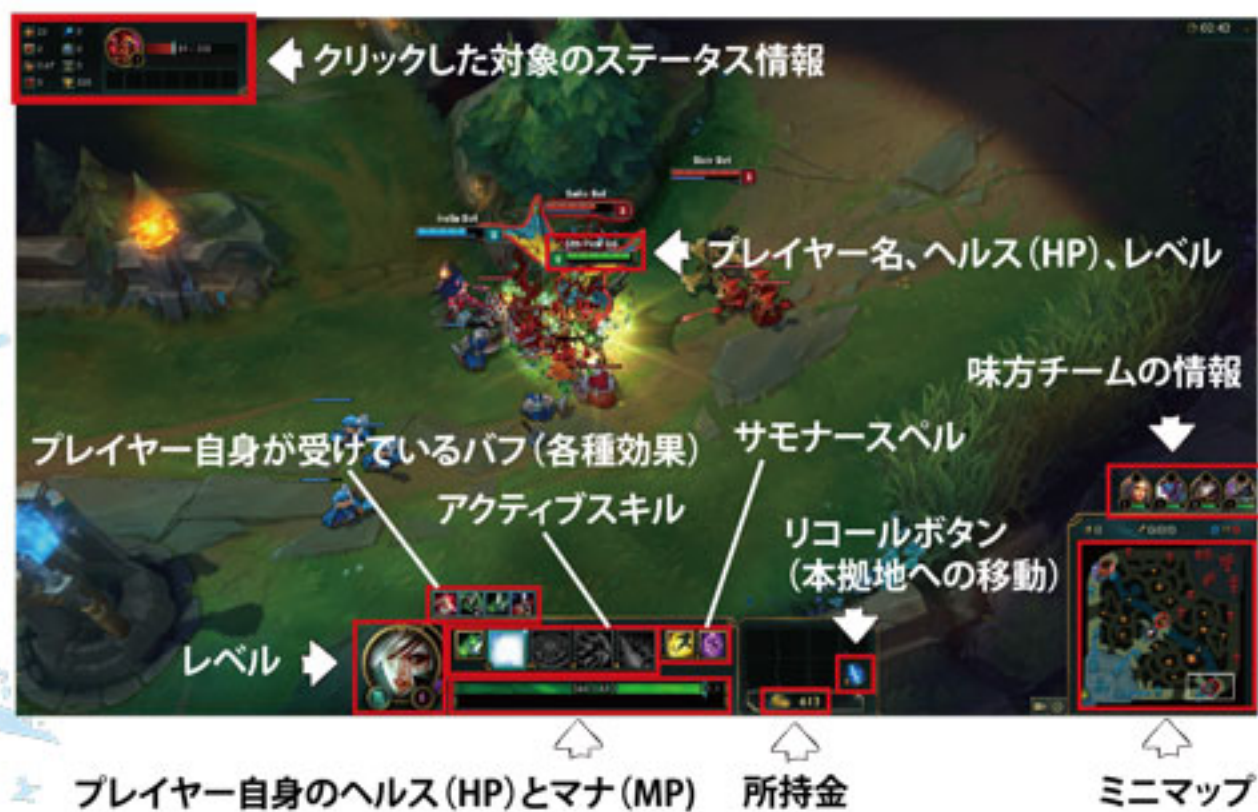 クリックした対象のステータス情報
02:43
プレイヤー名、ヘルス（HP）、レベル
味方チームの情報
プレイヤー自身が受けているバフ（各種効果）
サモナースペル
アクティブスキル
リコールボタン
（本拠地への移動）
レベル
613
プレイヤー自身のヘルス（HP）とマナ（MP）
所持金
ミニマップ